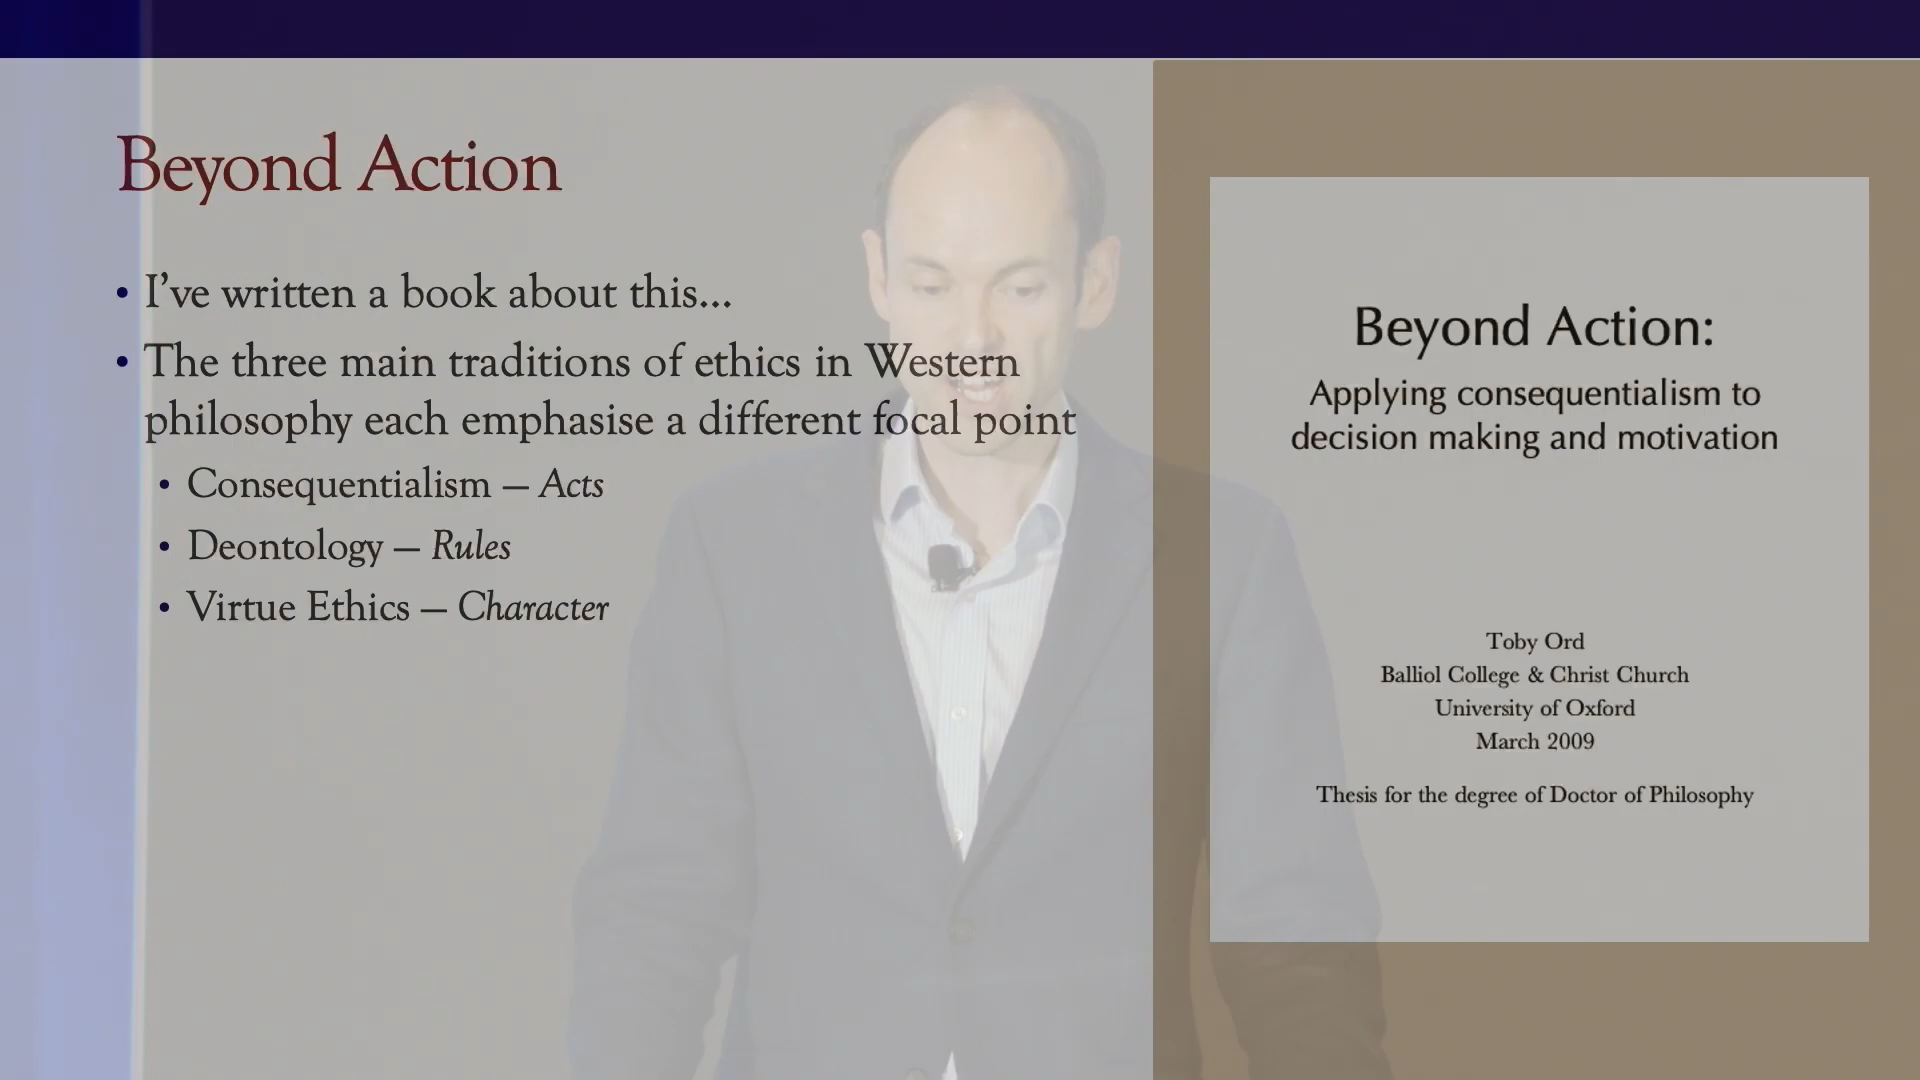 Beyond Action
• I’ve written a book about this...
• The three main traditions of ethics in Western
philosophy each emphasise a different focal point
• Consequentialism – Acts
• Deontology – Rules
• Virtue Ethics – Character
Beyond Action:
Applying consequentialism to
decision making and motivation
Toby Ord
Balliol College & Christ Church
University of Oxford
March 2009
Thesis for the degree of Doctor of Philosophy